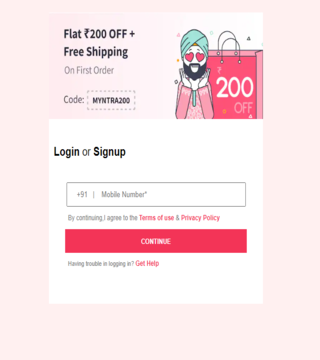 Flat ₹200 OFF +
Free Shipping
On First Order
Code: MYNTRA200
₹
200
OFF
Login or Signup
+91 | Mobile Number*
By continuing,I agree to the Terms of use & Privacy Policy
CONTINUE
Having trouble in logging in? Get Help